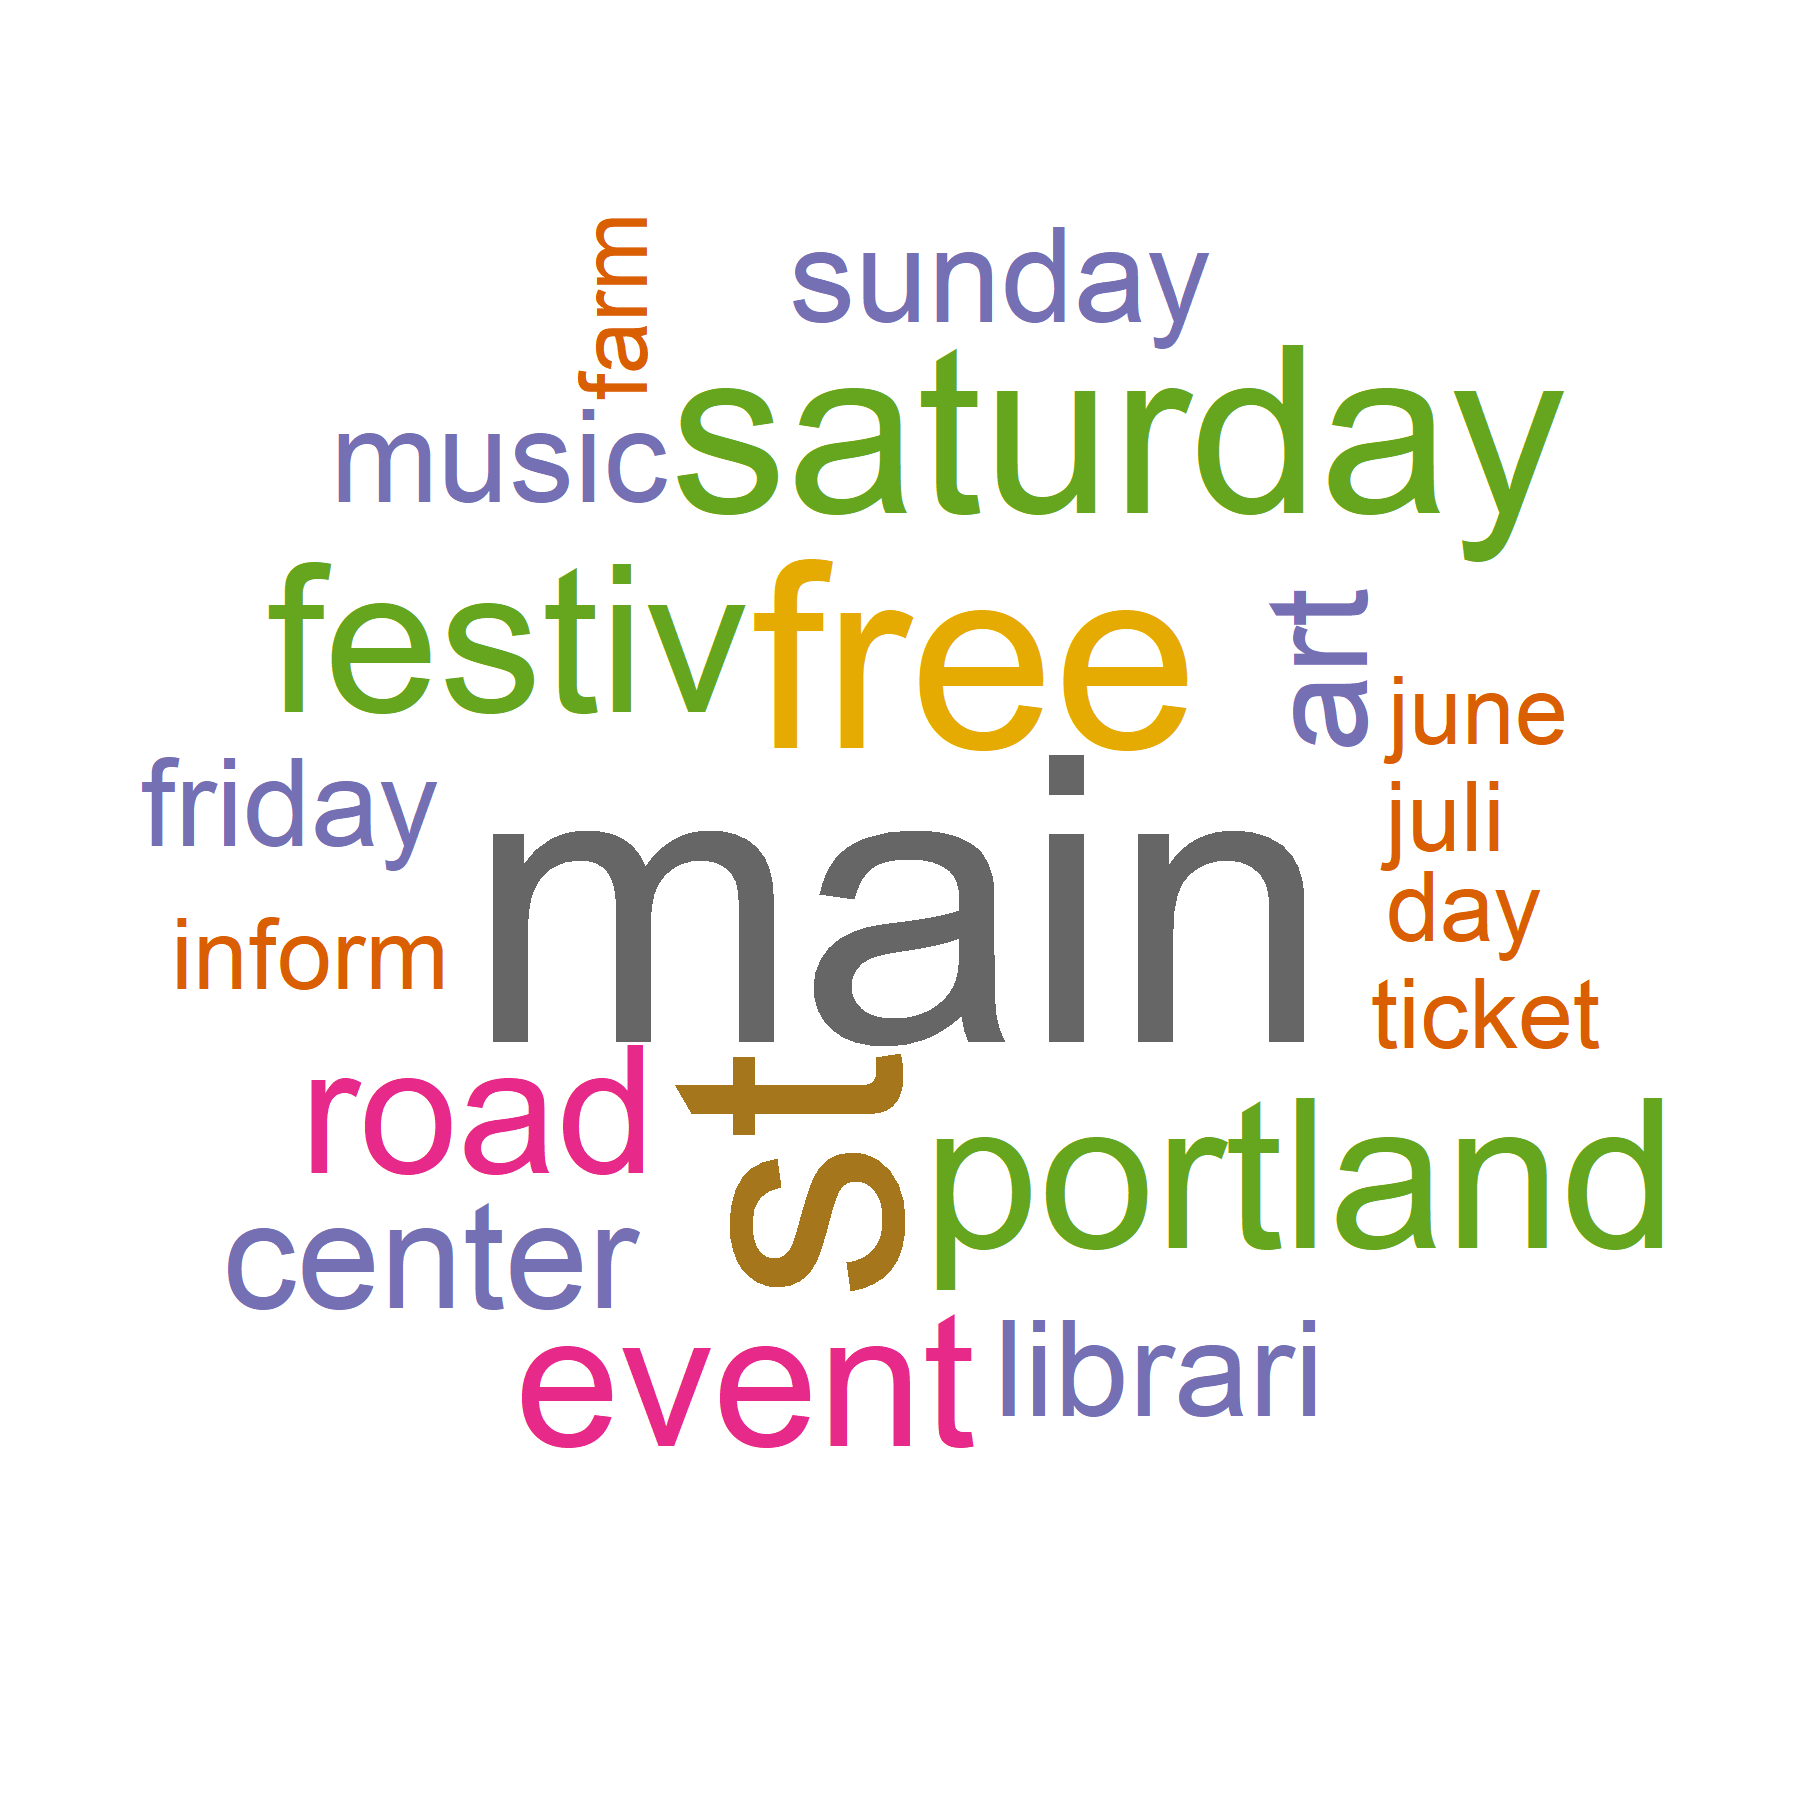 farm
sunday
music
saturday
festiv
free
art
june
friday
juli
main
day
inform
ticket
road
st
portland
center
event
librari